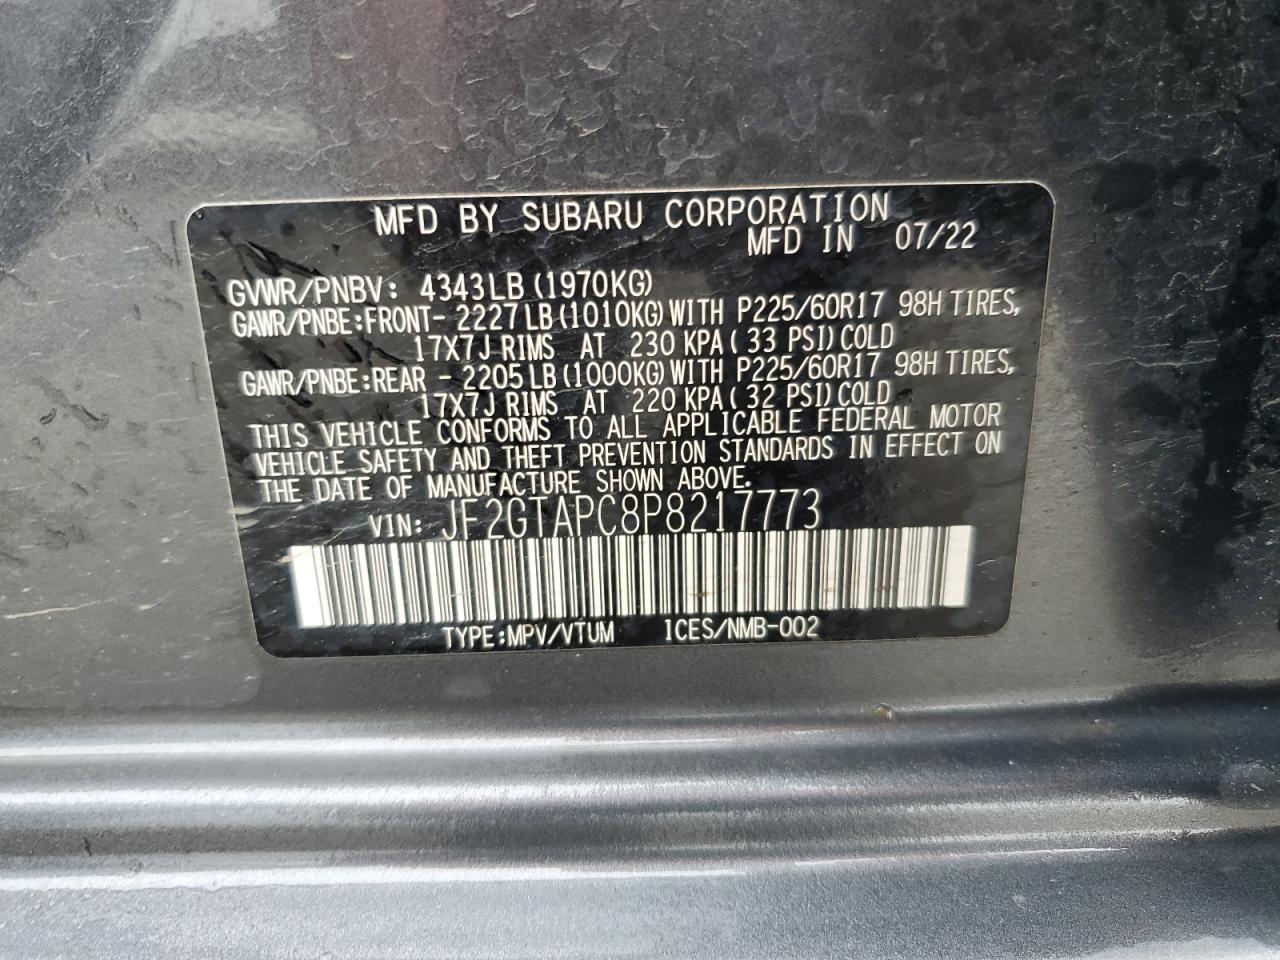 MFD BY SUBARU CORPORATION
MFD IN 07/22
GVWR/PNBV: 4343LB(1970KG)
GAWR/PNBE:FRONT- 2227LB(1010KG)WITH P225/60R17 98H TIRES,
17X7J RIMS AT 230 KPA( 33 PSI)COLD
GAWR/PNBE:REAR - 2205LB(1000KG)WITH P225/60R17 98H TIRES,
17X7J RIMS AT 220 KPA( 32 PSI)COLD
THIS VEHICLE CONFORMS TO ALL APPLICABLE FEDERAL MOTOR
VEHICLE SAFETY AND THEFT PREVENTION STANDARDS IN EFFECT ON
THE DATE OF MANUFACTURE SHOWN ABOVE.
VIN: JF2GTAPC8P8217773
TYPE:MPV/VTUM ICES/NMB-002